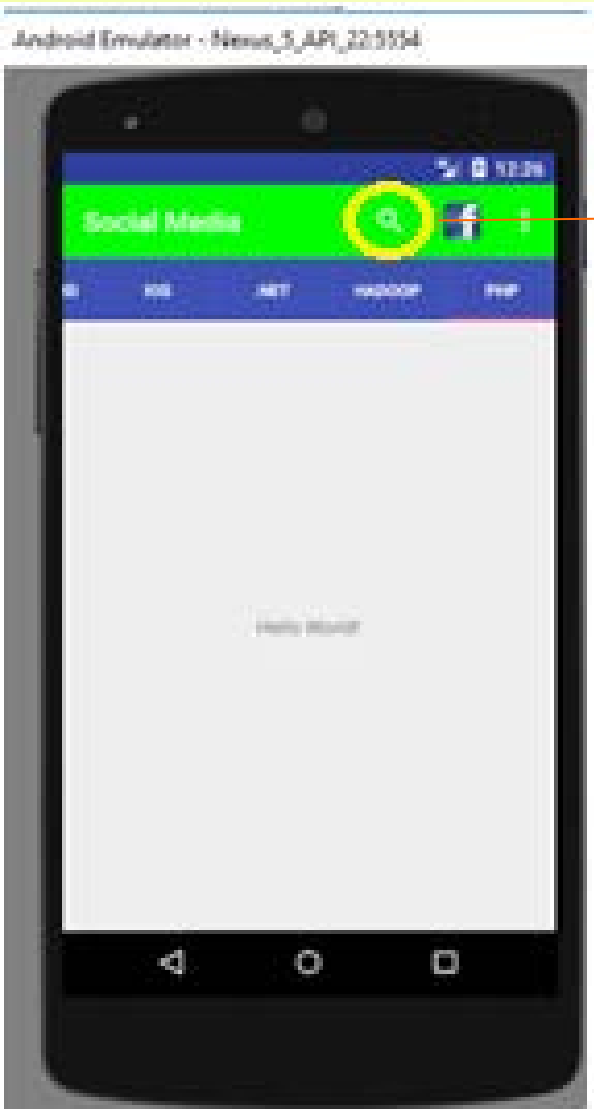 Android Emulator - Nexus_5_API_22:5554
12:26
Social Media
f
IOS .NET HADOOP PHP
Hello World!